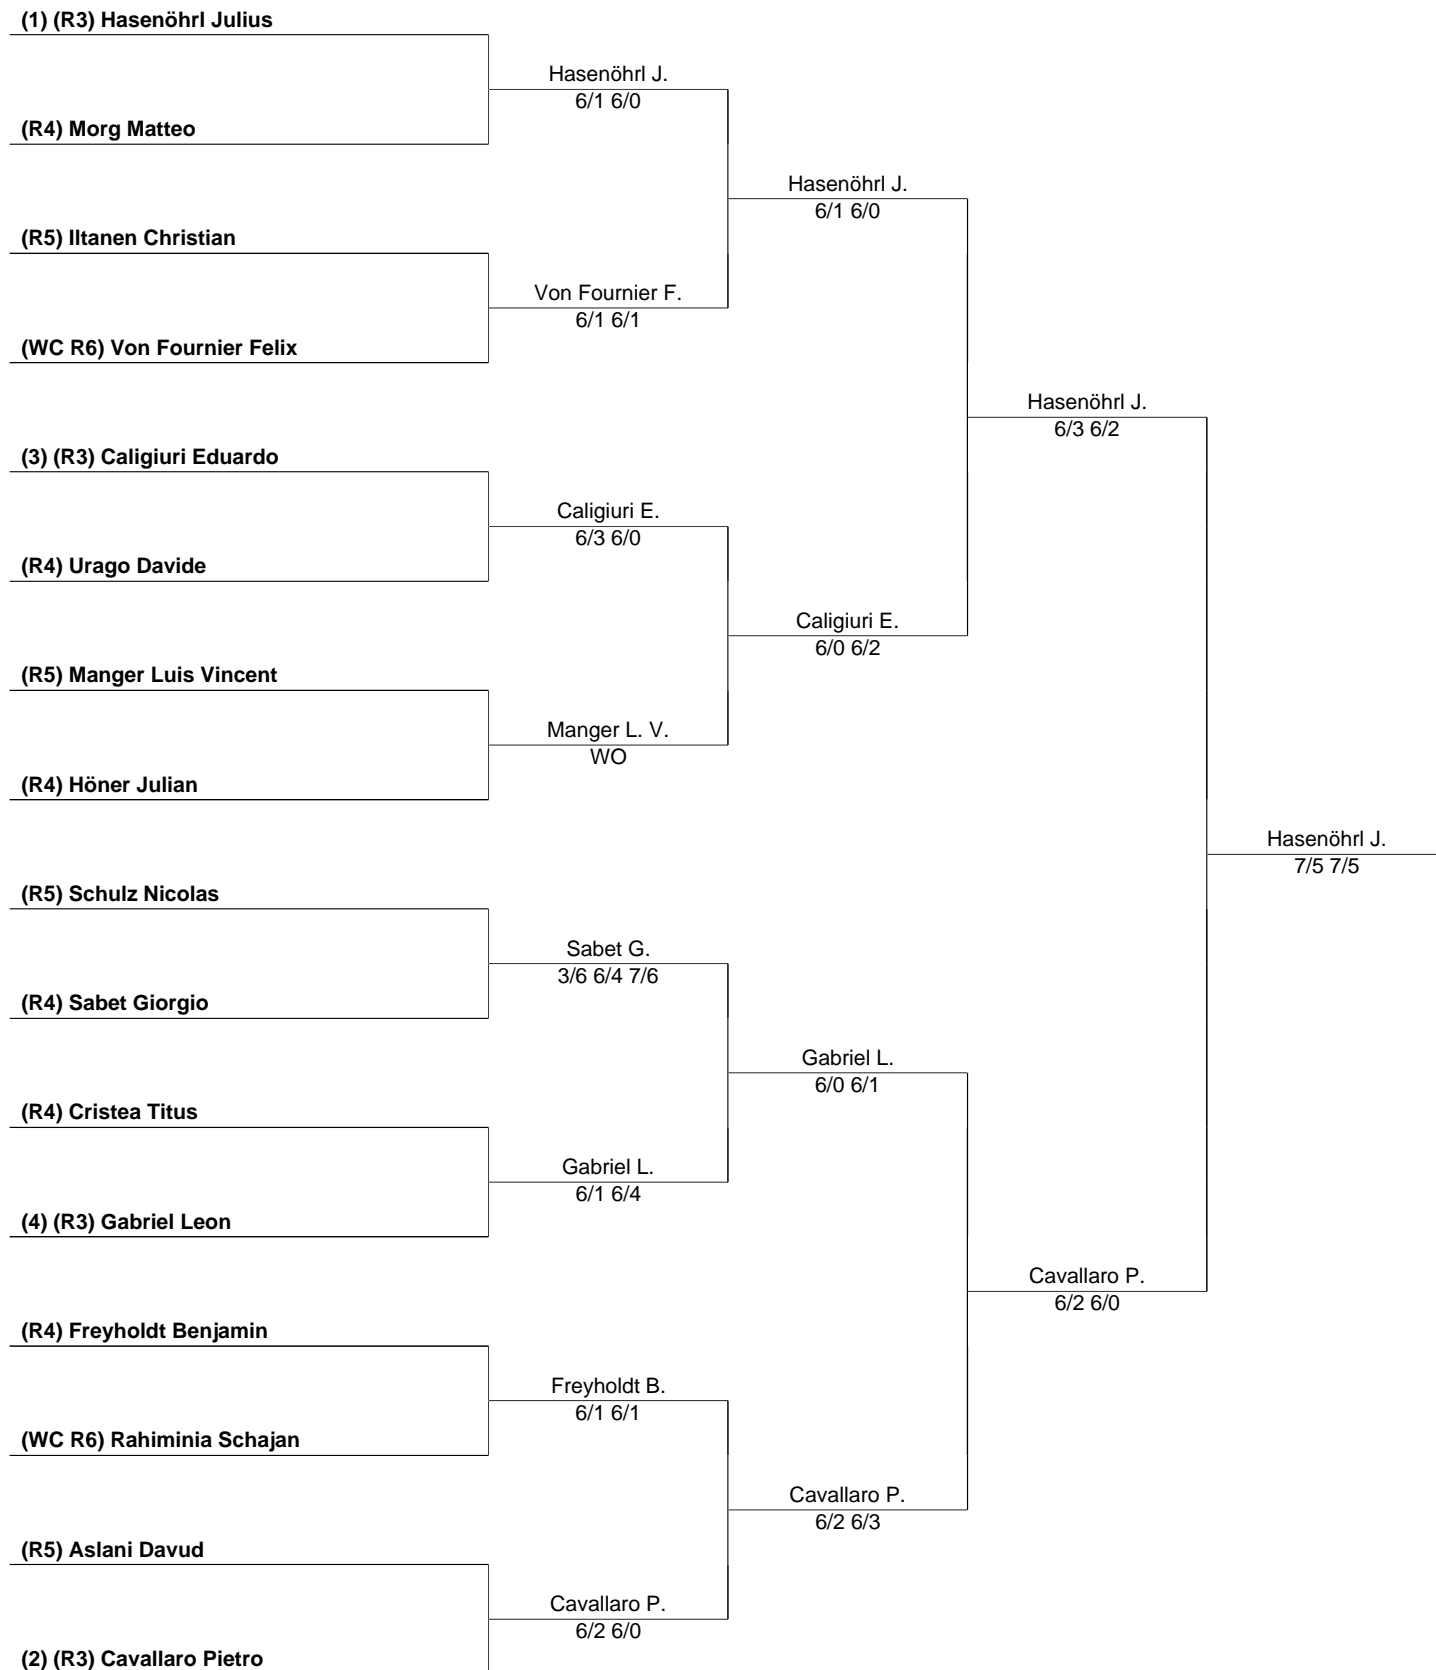 (1) (R3) Hasenöhrl Julius
Hasenöhrl J.
6/1 6/0
(R4) Morg Matteo
Hasenöhrl J.
6/1 6/0
(R5) Iltanen Christian
Von Fournier F.
6/1 6/1
(WC R6) Von Fournier Felix
Hasenöhrl J.
6/3 6/2
(3) (R3) Caligiuri Eduardo
Caligiuri E.
6/3 6/0
(R4) Urago Davide
Caligiuri E.
6/0 6/2
(R5) Manger Luis Vincent
Manger L. V.
WO
(R4) Höner Julian
Hasenöhrl J.
7/5 7/5
(R5) Schulz Nicolas
Sabet G.
3/6 6/4 7/6
(R4) Sabet Giorgio
Gabriel L.
6/0 6/1
(R4) Cristea Titus
Gabriel L.
6/1 6/4
(4) (R3) Gabriel Leon
Cavallaro P.
6/2 6/0
(R4) Freyholdt Benjamin
Freyholdt B.
6/1 6/1
(WC R6) Rahiminia Schajan
Cavallaro P.
6/2 6/3
(R5) Aslani Davud
Cavallaro P.
6/2 6/0
(2) (R3) Cavallaro Pietro